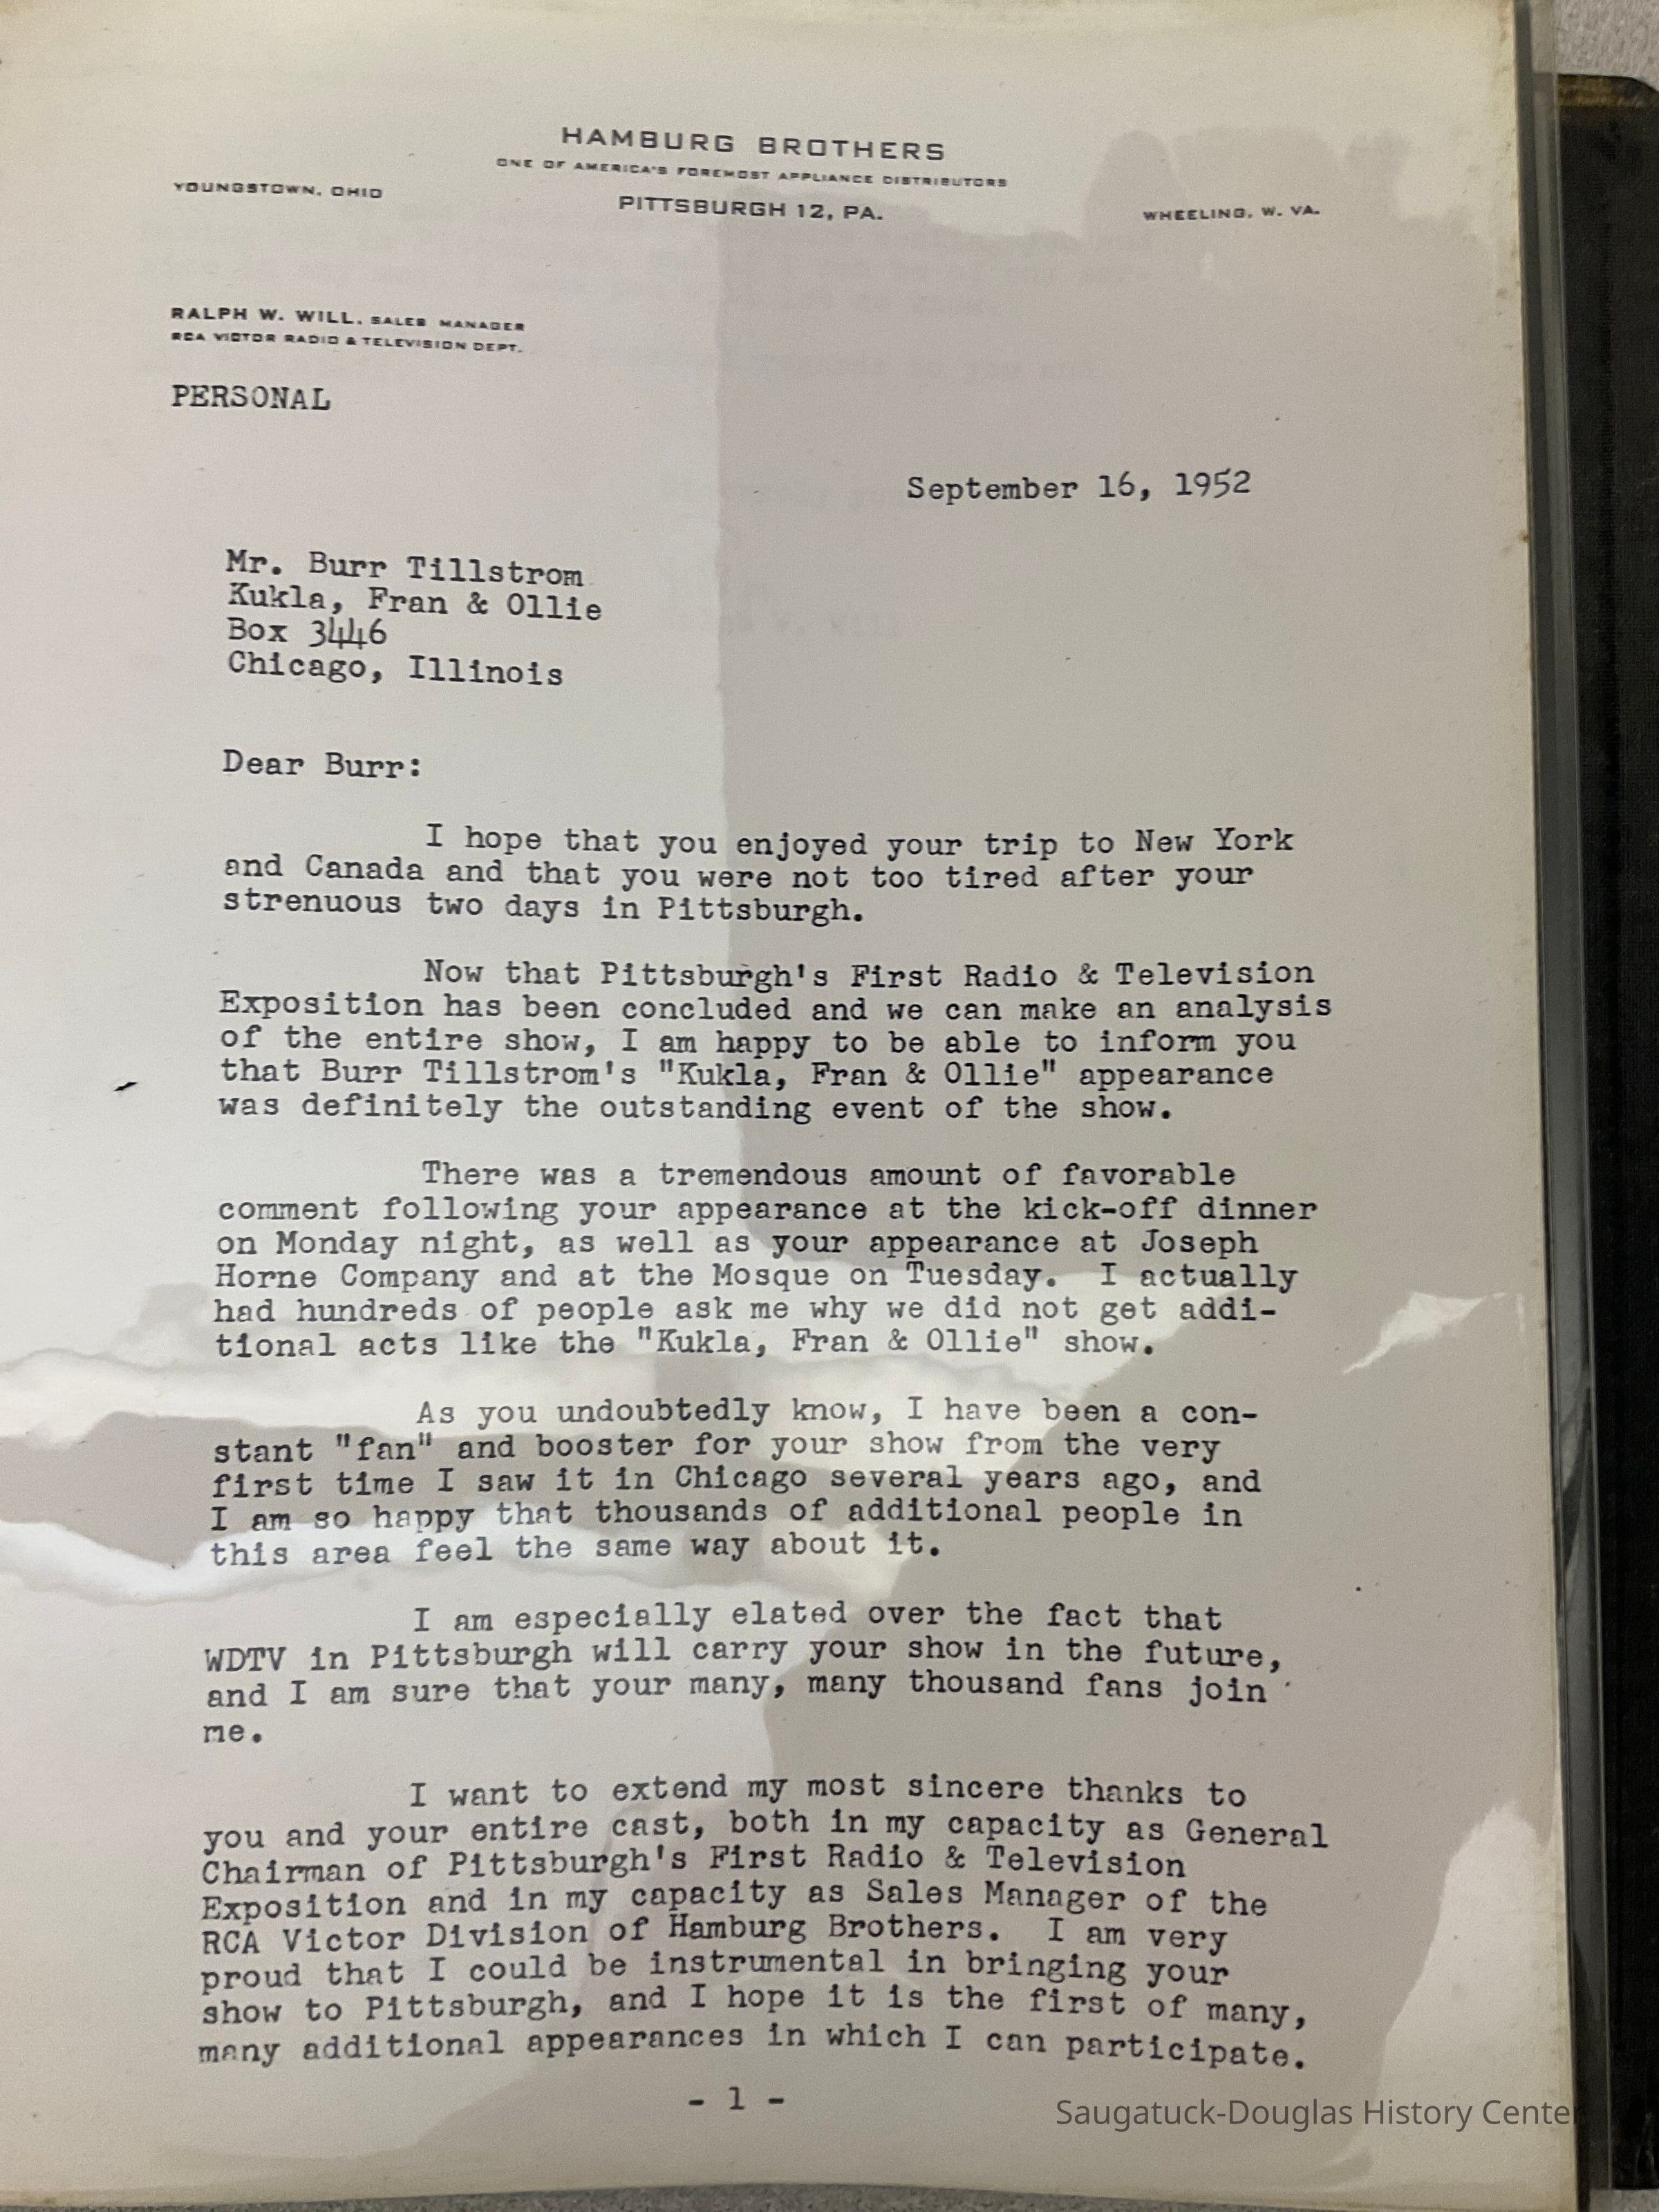 HAMBURG BROTHERS
ONE OF AMERICA'S FOREMOST APPLIANCE DISTRIBUTORS
YOUNGSTOWN, OHIO
PITTSBURGH 12, PA.
WHEELING, W. VA.
RALPH W. WILL, SALES MANAGER
RCA VICTOR RADIO & TELEVISION DEPT.
PERSONAL
September 16, 1952
Mr. Burr Tillstrom
Kukla, Fran & Ollie
Box 3446
Chicago, Illinois
Dear Burr:
I hope that you enjoyed your trip to New York
and Canada and that you were not too tired after your
strenuous two days in Pittsburgh.
Now that Pittsburgh's First Radio & Television
Exposition has been concluded and we can make an analysis
of the entire show, I am happy to be able to inform you
that Burr Tillstrom's "Kukla, Fran & Ollie" appearance
was definitely the outstanding event of the show.
There was a tremendous amount of favorable
comment following your appearance at the kick-off dinner
on Monday night, as well as your appearance at Joseph
Horne Company and at the Mosque on Tuesday. I actually
had hundreds of people ask me why we did not get addi-
tional acts like the "Kukla, Fran & Ollie" show.
As you undoubtedly know, I have been a con-
stant "fan" and booster for your show from the very
first time I saw it in Chicago several years ago, and
I am so happy that thousands of additional people in
this area feel the same way about it.
I am especially elated over the fact that
WDTV in Pittsburgh will carry your show in the future,
and I am sure that your many, many thousand fans join
me.
I want to extend my most sincere thanks to
you and your entire cast, both in my capacity as General
Chairman of Pittsburgh's First Radio & Television
Exposition and in my capacity as Sales Manager of the
RCA Victor Division of Hamburg Brothers. I am very
proud that I could be instrumental in bringing your
show to Pittsburgh, and I hope it is the first of many,
many additional appearances in which I can participate.
- 1 -
Saugatuck-Douglas History Center